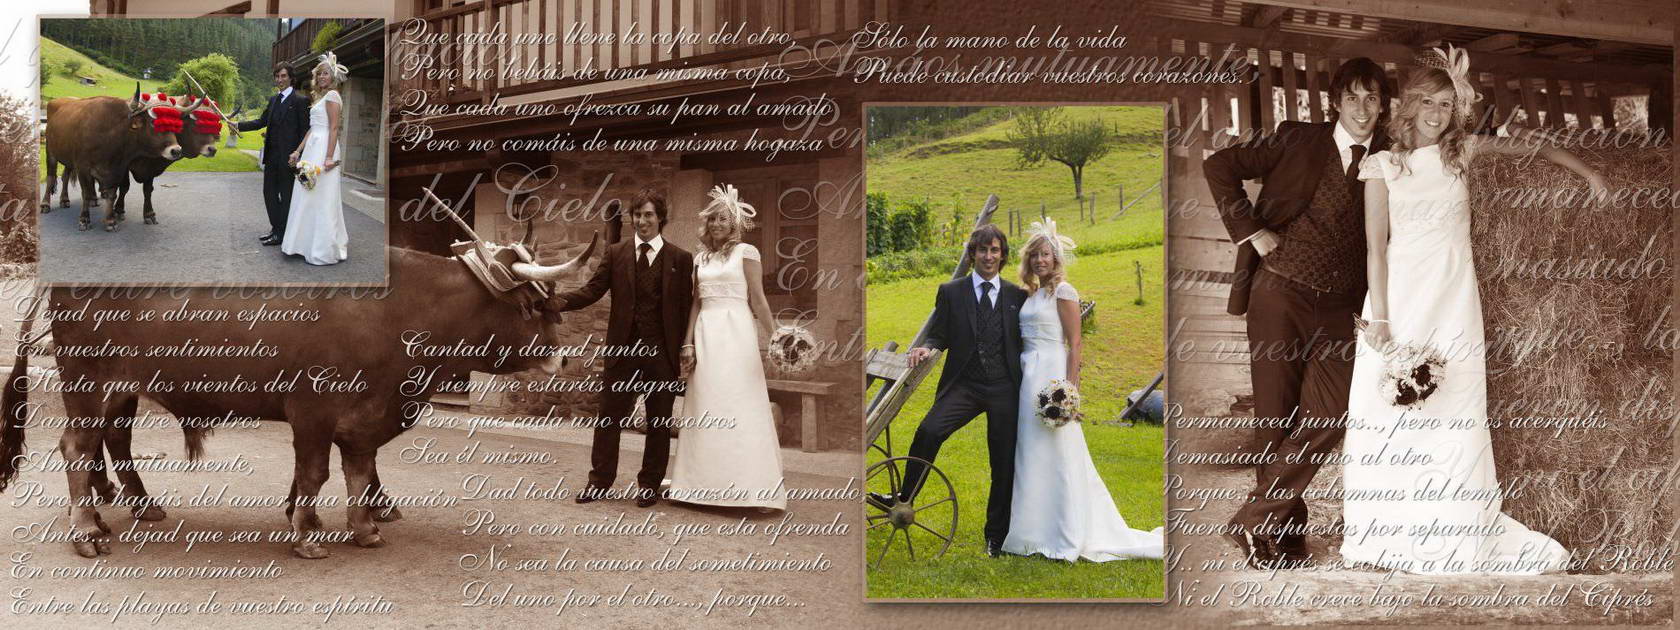 Dejad que se abran espacios
En vuestros sentimientos
Hasta que los vientos del Cielo
Dancen entre vosotros
Amáos mutuamente,
Pero no hagáis del amor una obligación
Antes... dejad que sea un mar
En continuo movimiento
Entre las playas de vuestro espíritu
Que cada uno llene la copa del otro,
Pero no bebáis de una misma copa,
Que cada uno ofrezca su pan al amado
Pero no comáis de una misma hogaza
del Cielo
Cantad y dazad juntos
Y siempre estaréis alegres
Pero que cada uno de vosotros
Sea él mismo.
Dad todo vuestro corazón al amado,
Pero con cuidado, que esta ofrenda
No sea la causa del sometimiento
Del uno por el otro..., porque...
Sólo la mano de la vida
Puede custodiar vuestros corazones.
Amáos mutuamente,
Permaneced juntos.., pero no os acerquéis
Demasiado el uno al otro
Porque.., las columnas del templo
Fueron dispuestas por separado
Y.. ni el ciprés se cobija a la sombra del Roble
Ni el Roble crece bajo la sombra del Ciprés